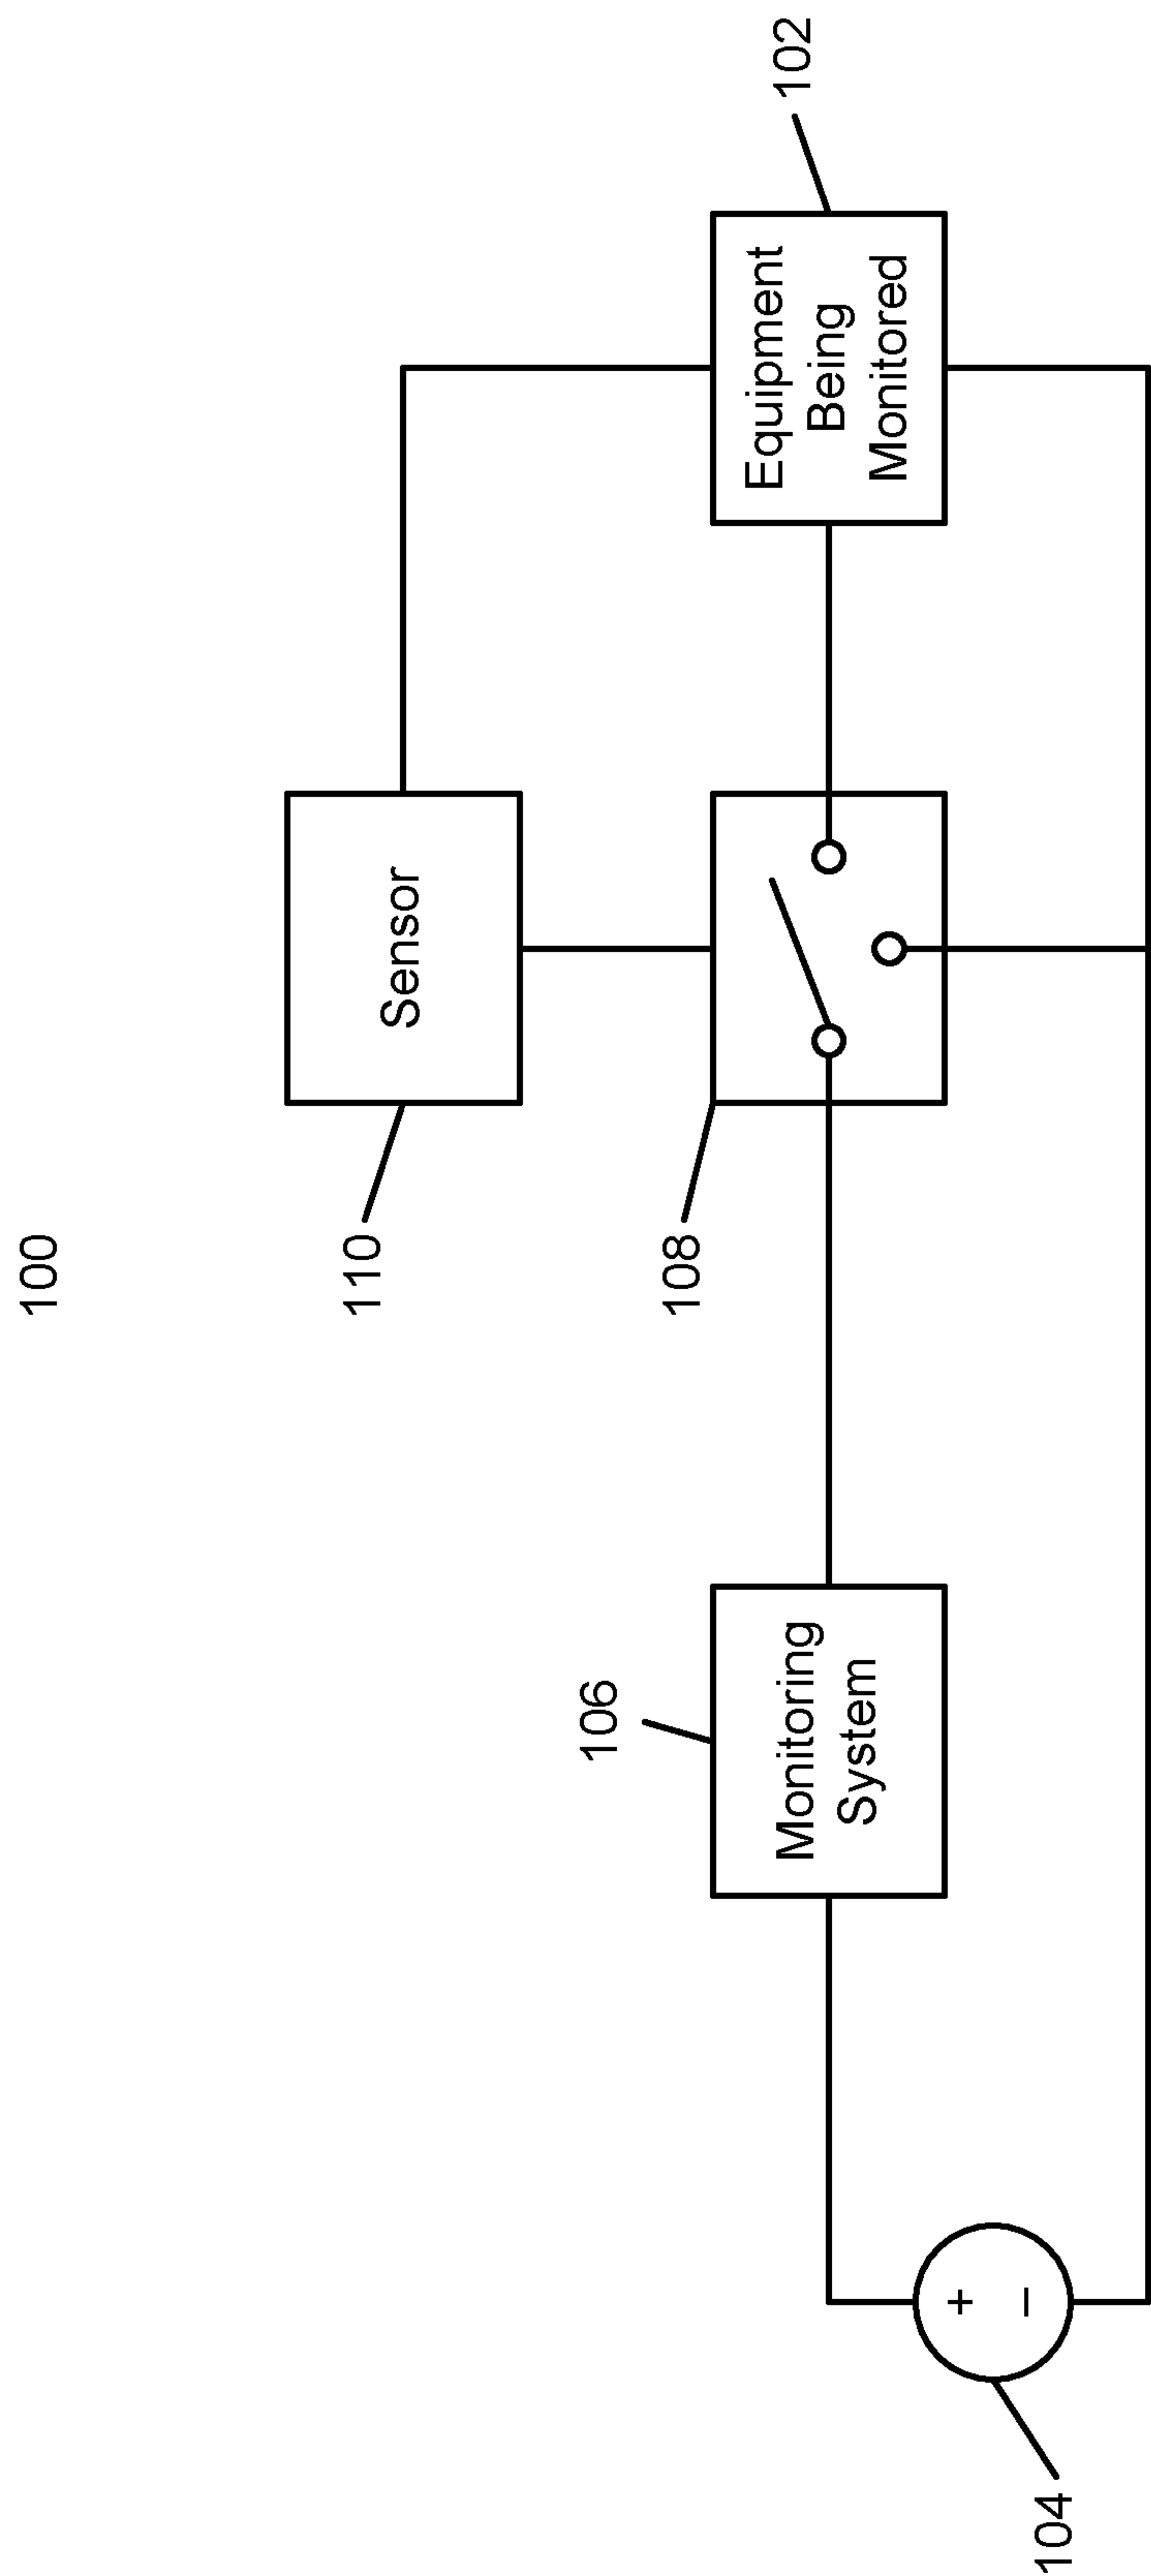 100
110
Sensor
108
106
Monitoring
System
Equipment
Being
Monitored
102
104
+
–